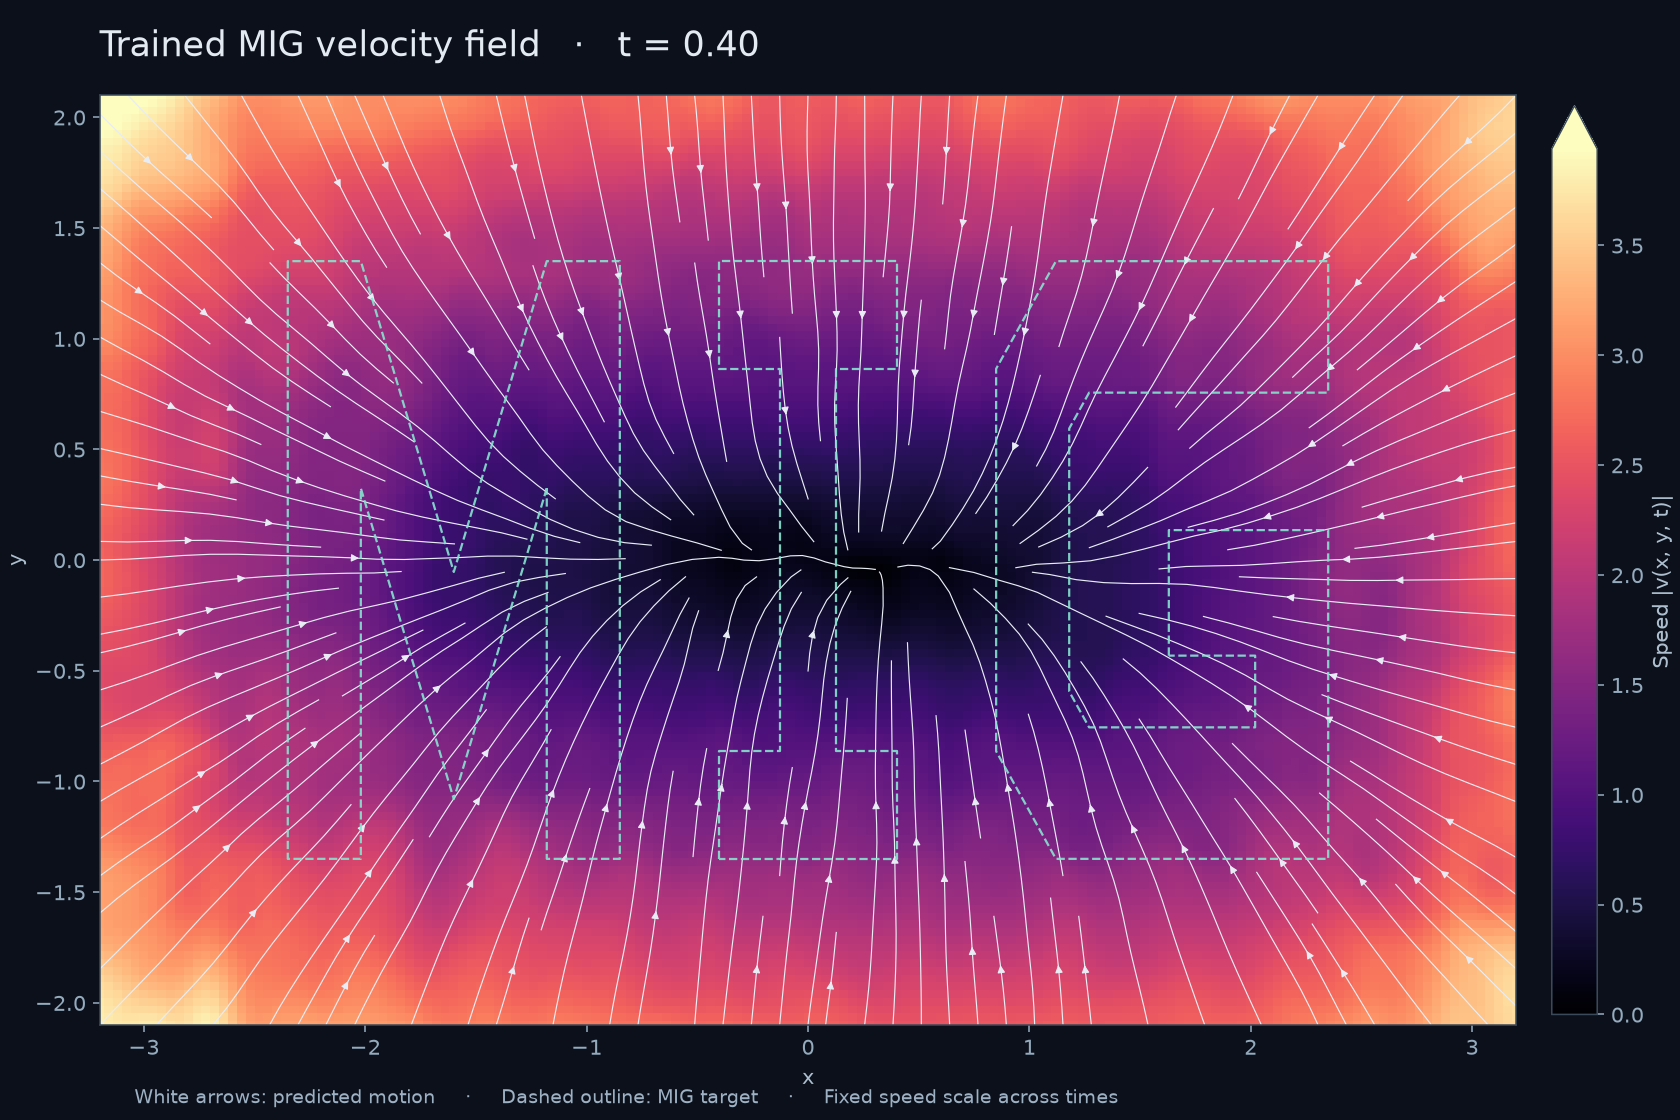 Trained MIG velocity field · t = 0.40
2.0
1.5
1.0
0.5
0.0
−0.5
−1.0
−1.5
−2.0
y
−3 −2 −1 0 1 2 3
x
3.5
3.0
2.5
2.0
1.5
1.0
0.5
0.0
Speed |v(x, y, t)|
White arrows: predicted motion · Dashed outline: MIG target · Fixed speed scale across times